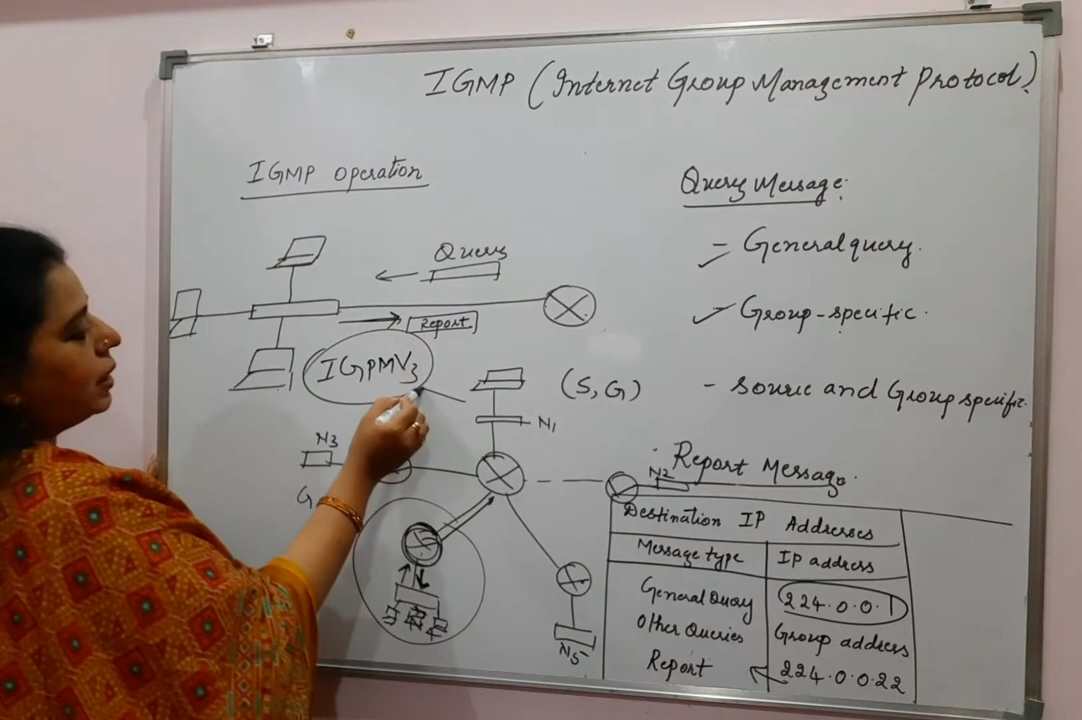 IGMP (Internet Group Management Protocol)
IGMP Operation
Query
Report
IGPMV3
(S, G)
N1
N3
G
N5
Query Message:
- General query.
- Group-specific.
- source and Group specific.
Report Message
N2
Destination IP Addresses
Message type IP address
General Query 224.0.0.1
Other Queries Group address
Report 224.0.0.22